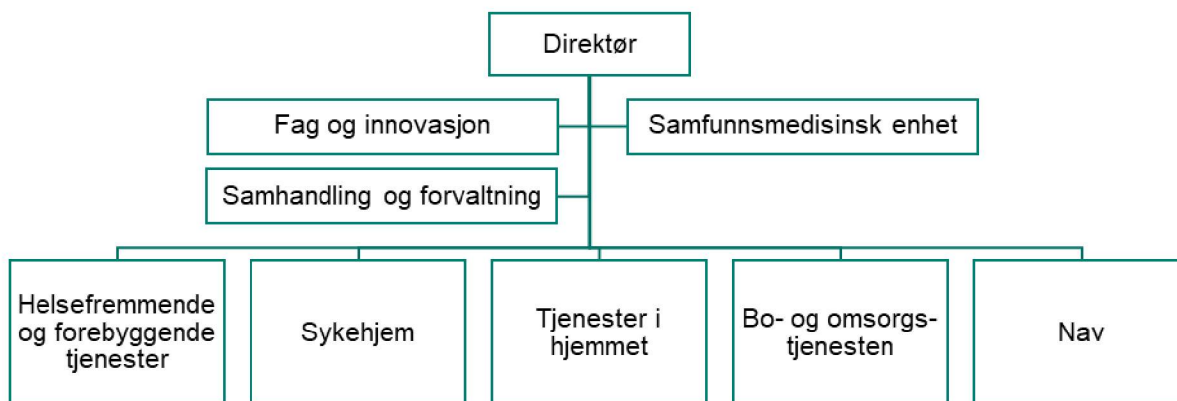 Direktør
Fag og innovasjon
Samfunnsmedisinsk enhet
Samhandling og forvaltning
Helsefremmende
og forebyggende
tjenester
Sykehjem
Tjenester i
hjemmet
Bo- og omsorgs-
tjenesten
Nav